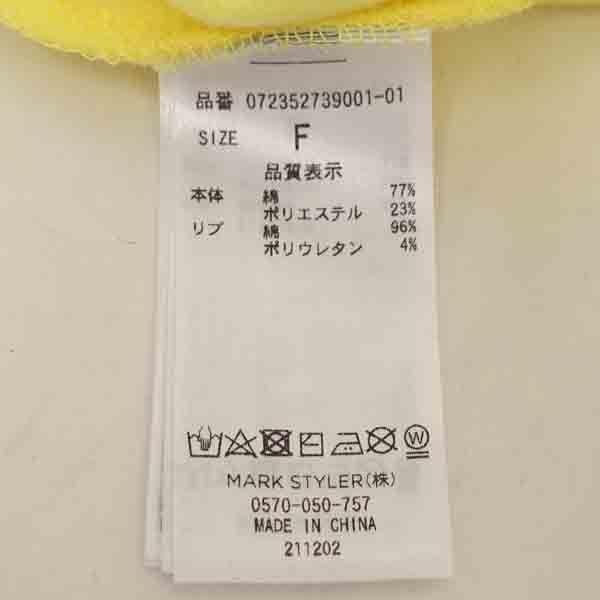 品番 072352739001-01
SIZE F
品質表示
本体 綿 77%
ポリエステル 23%
リブ 綿 96%
ポリウレタン 4%
W
MARK STYLER(株)
0570-050-757
MADE IN CHINA
211202